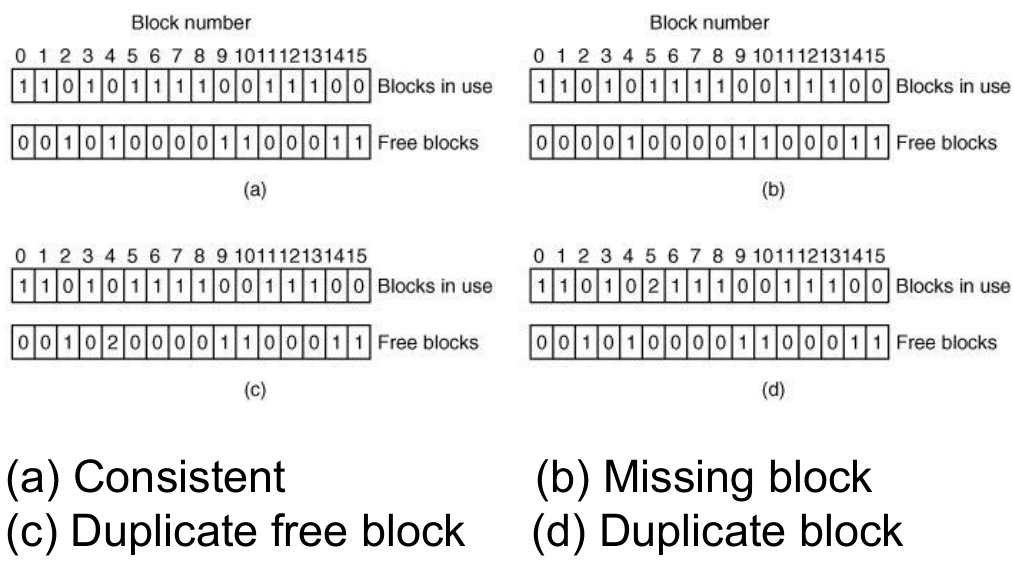 Block number
0 1 2 3 4 5 6 7 8 9 10 11 12 13 14 15
1 1 0 1 0 1 1 1 1 0 0 1 1 1 0 0 Blocks in use
0 0 1 0 1 0 0 0 0 1 1 0 0 0 1 1 Free blocks
(a)
Block number
0 1 2 3 4 5 6 7 8 9 10 11 12 13 14 15
1 1 0 1 0 1 1 1 1 0 0 1 1 1 0 0 Blocks in use
0 0 0 0 1 0 0 0 0 1 1 0 0 0 1 1 Free blocks
(b)
0 1 2 3 4 5 6 7 8 9 10 11 12 13 14 15
1 1 0 1 0 1 1 1 1 0 0 1 1 1 0 0 Blocks in use
0 0 1 0 2 0 0 0 0 1 1 0 0 0 1 1 Free blocks
(c)
0 1 2 3 4 5 6 7 8 9 10 11 12 13 14 15
1 1 0 1 0 2 1 1 1 0 0 1 1 1 0 0 Blocks in use
0 0 1 0 1 0 0 0 0 1 1 0 0 0 1 1 Free blocks
(d)
(a) Consistent (b) Missing block
(c) Duplicate free block (d) Duplicate block